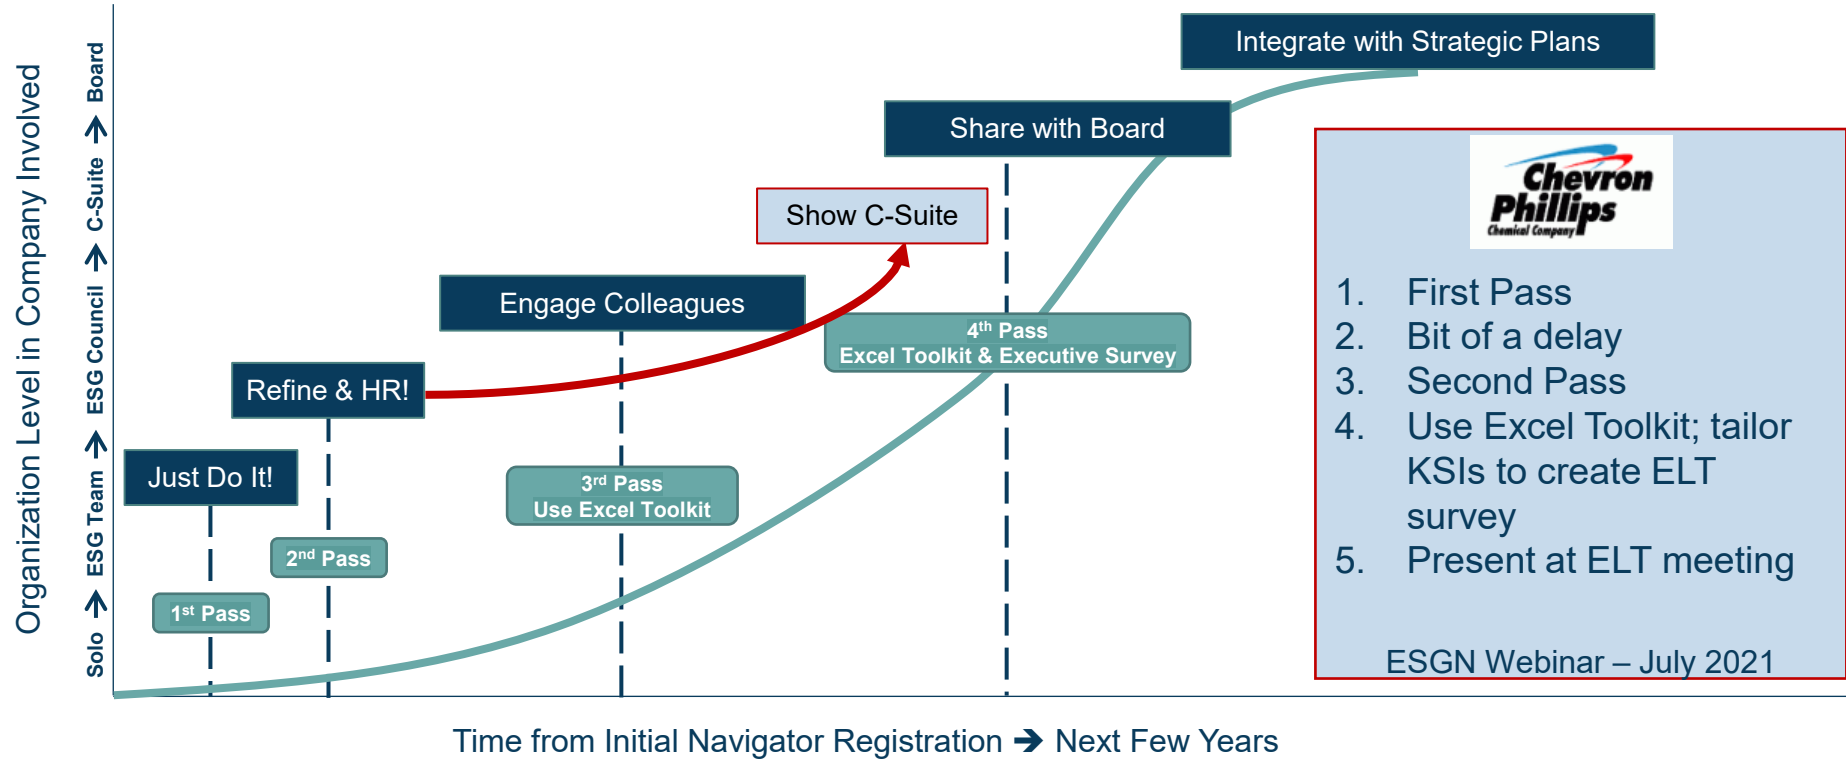 Integrate with Strategic Plans
Share with Board
Show C-Suite
Engage Colleagues
Refine & HR!
Just Do It!
4th Pass
Excel Toolkit & Executive Survey
3rd Pass
Use Excel Toolkit
2nd Pass
1st Pass
Organization Level in Company Involved
Solo ➔ ESG Team ➔ ESG Council ➔ C-Suite ➔ Board
Time from Initial Navigator Registration ➔ Next Few Years
Chevron
Phillips
Chemical Company
1. First Pass
2. Bit of a delay
3. Second Pass
4. Use Excel Toolkit; tailor
KSIs to create ELT
survey
5. Present at ELT meeting
ESGN Webinar – July 2021